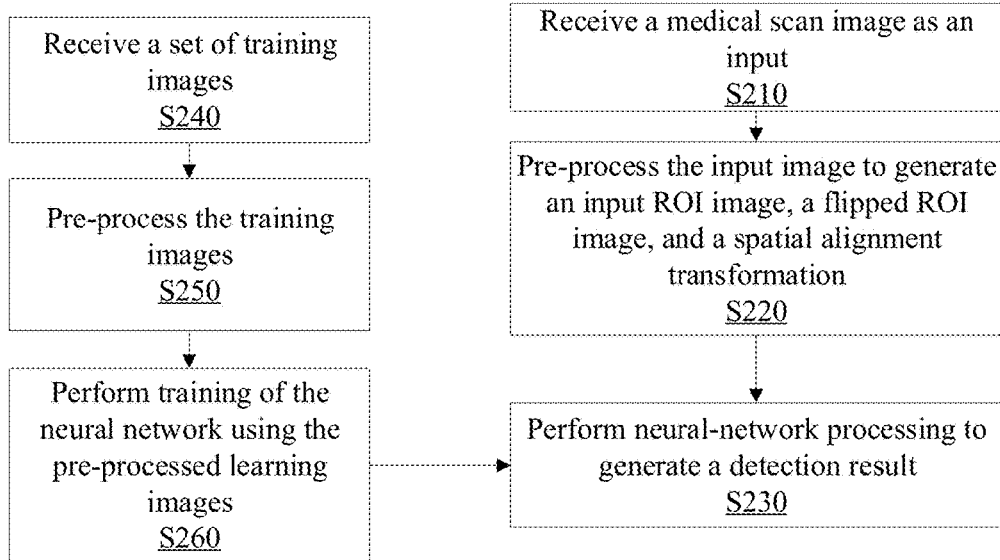 Receive a set of training
images
S240
Pre-process the training
images
S250
Perform training of the
neural network using the
pre-processed learning
images
S260
Receive a medical scan image as an
input
S210
Pre-process the input image to generate
an input ROI image, a flipped ROI
image, and a spatial alignment
transformation
S220
Perform neural-network processing to
generate a detection result
S230